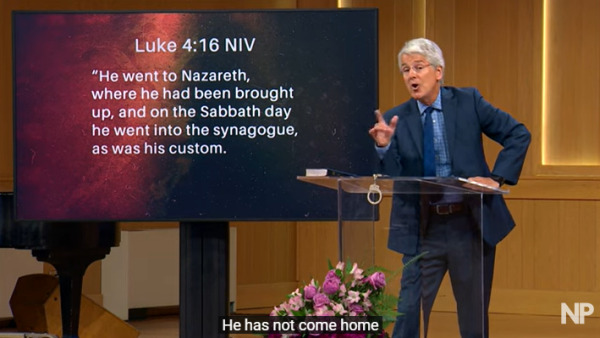 Luke 4:16 NIV
“He went to Nazareth,
where he had been brought
up, and on the Sabbath day
he went into the synagogue,
as was his custom.
He has not come home
NP